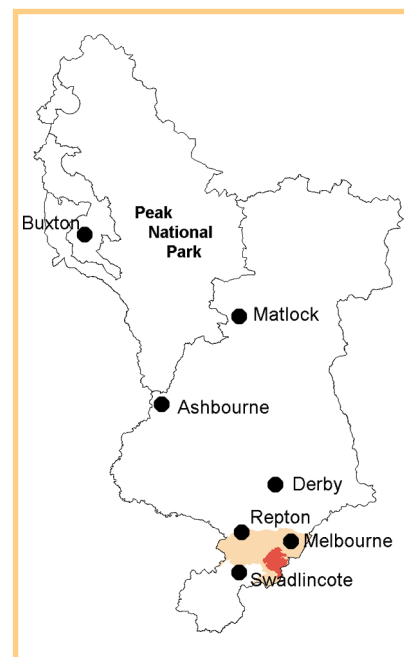 Peak
National
Park
Buxton
Matlock
Ashbourne
Derby
Repton
Melbourne
Swadlincote